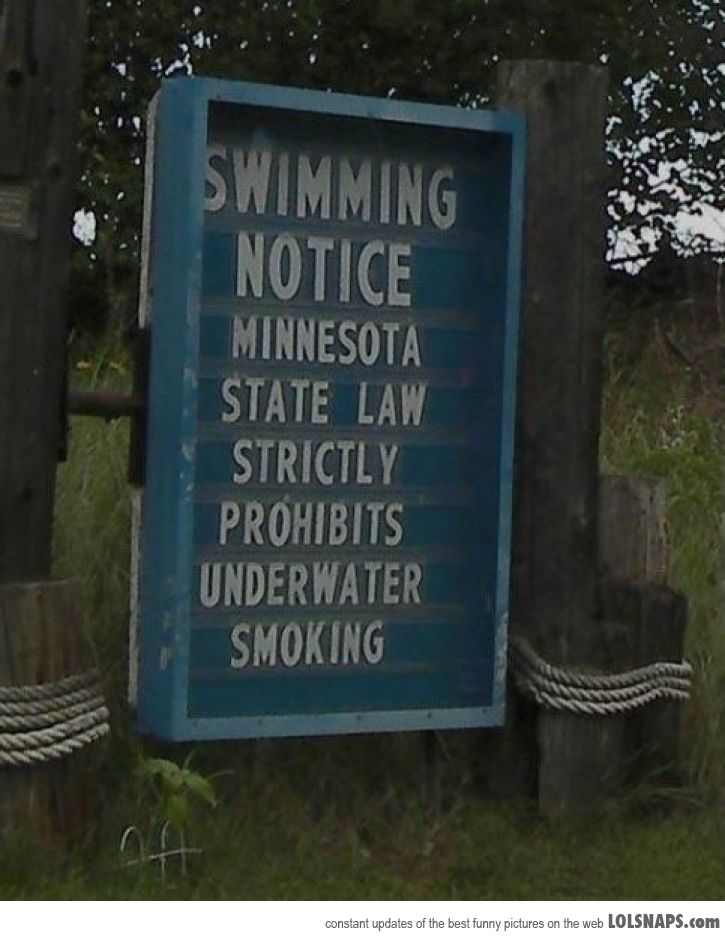 SWIMMING
NOTICE
MINNESOTA
STATE LAW
STRICTLY
PROHIBITS
UNDERWATER
SMOKING
constant updates of the best funny pictures on the web LOLSNAPS.com